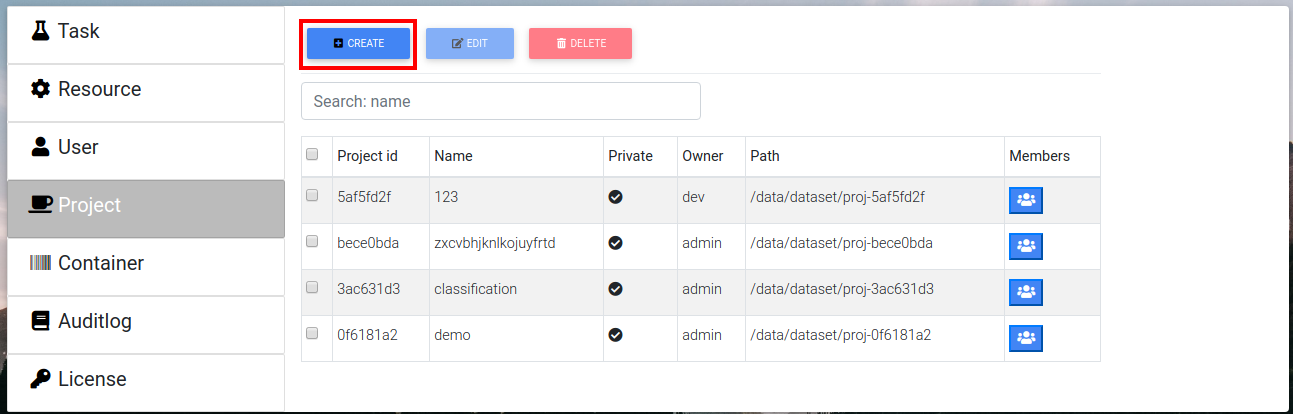 Task
Resource
User
Project
Container
Auditlog
License
CREATE EDIT DELETE
Search: name
Project id Name Private Owner Path Members
5af5fd2f 123 dev /data/dataset/proj-5af5fd2f
bece0bda zxcvbhjknlkojuyfrtd admin /data/dataset/proj-bece0bda
3ac631d3 classification admin /data/dataset/proj-3ac631d3
0f6181a2 demo admin /data/dataset/proj-0f6181a2